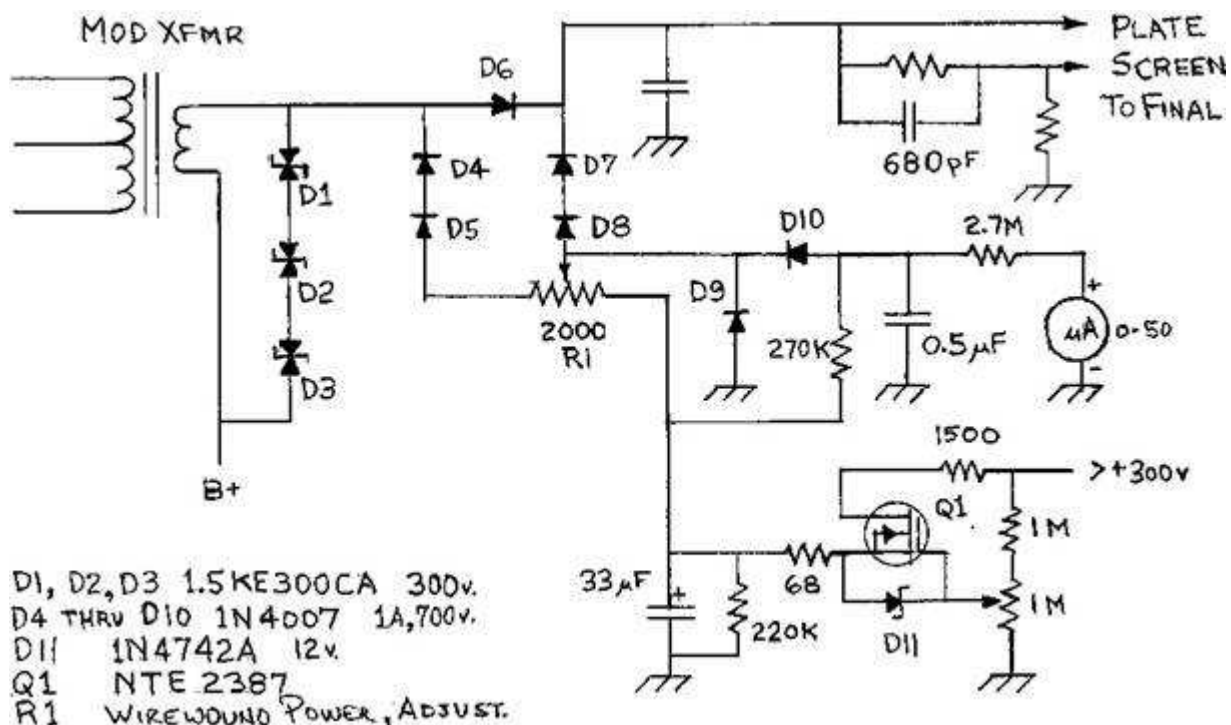 MOD XFMR
PLATE
SCREEN
TO FINAL
D6
680pF
D1
D4
D7
D5
D8
D10
2.7M
D2
D9
+
2000
R1
270K
0.5µF
µA
0-50
-
D3
1500
B+
Q1
>+300V
1M
33µF
+
68
1M
220K
D11
D1, D2, D3 1.5KE300CA 300v.
D4 THRU D10 1N4007 1A,700v.
D11 1N4742A 12v.
Q1 NTE 2387
R1 WIREWOUND POWER, ADJUST.